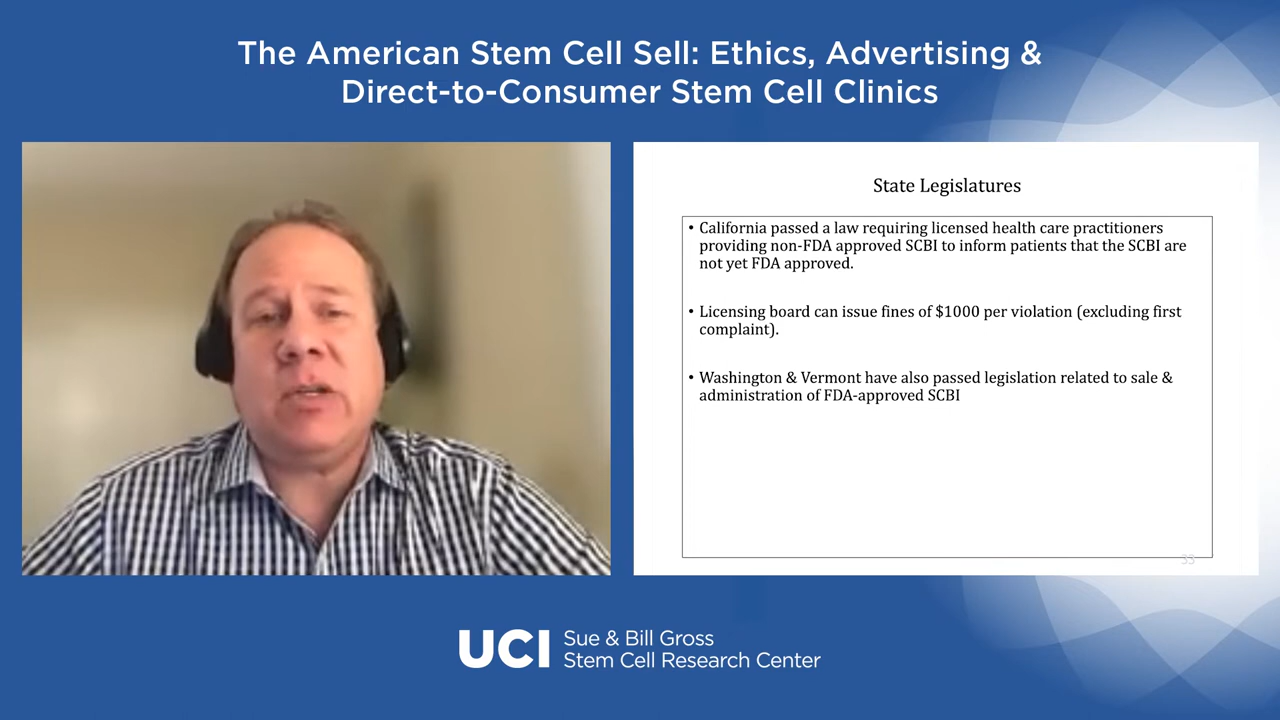 The American Stem Cell Sell: Ethics, Advertising &
Direct-to-Consumer Stem Cell Clinics
State Legislatures
• California passed a law requiring licensed health care practitioners
providing non-FDA approved SCBI to inform patients that the SCBI are
not yet FDA approved.
• Licensing board can issue fines of $1000 per violation (excluding first
complaint).
• Washington & Vermont have also passed legislation related to sale &
administration of FDA-approved SCBI
33
UCI Sue & Bill Gross
Stem Cell Research Center